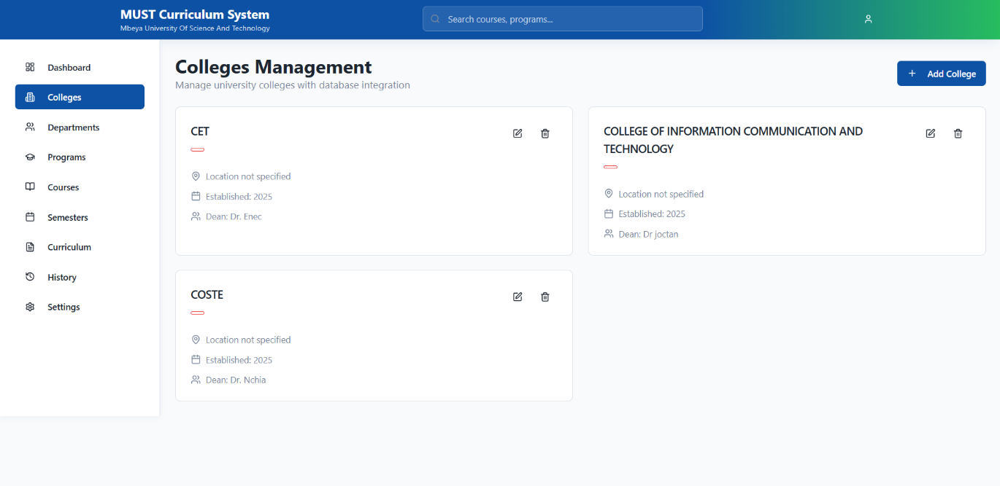 MUST Curriculum System
Mbeya University Of Science And Technology
Search courses, programs...
Dashboard
Colleges
Departments
Programs
Courses
Semesters
Curriculum
History
Settings
Colleges Management
Manage university colleges with database integration
+ Add College
CET
Location not specified
Established: 2025
Dean: Dr. Enec
COLLEGE OF INFORMATION COMMUNICATION AND
TECHNOLOGY
Location not specified
Established: 2025
Dean: Dr joctan
COSTE
Location not specified
Established: 2025
Dean: Dr. Nchia